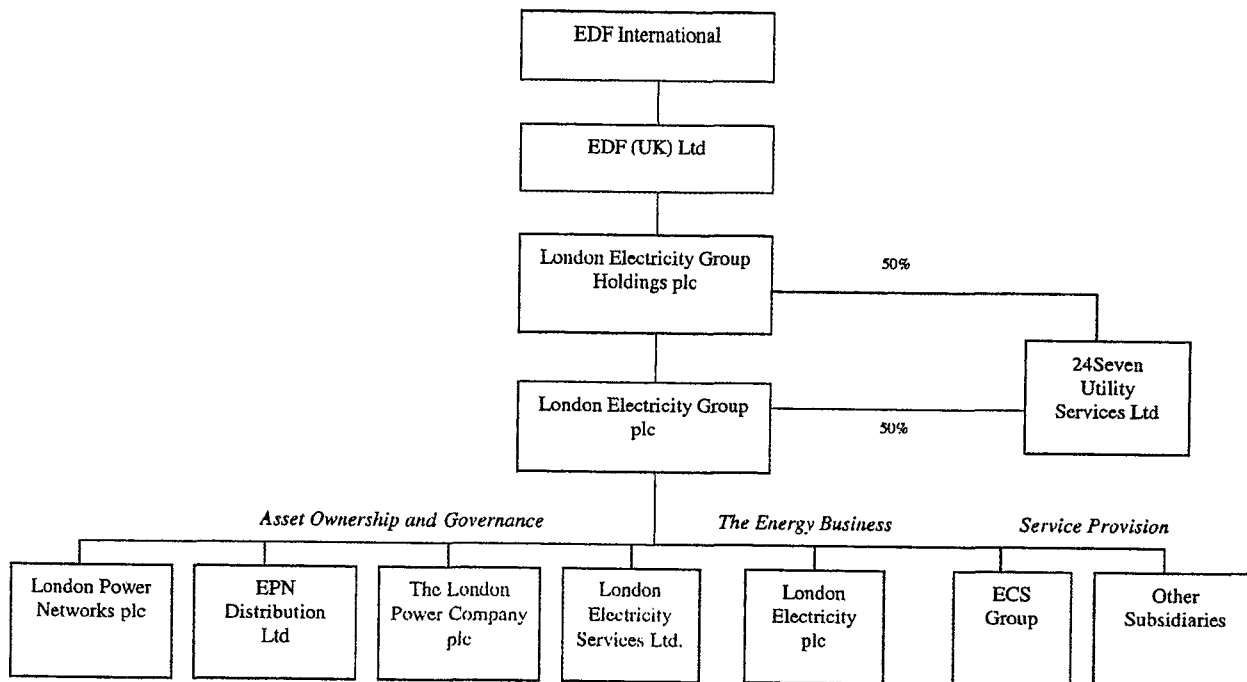 EDF International
EDF (UK) Ltd
London Electricity Group
Holdings plc
50%
24Seven
Utility
Services Ltd
London Electricity Group
plc
50%
Asset Ownership and Governance
The Energy Business
Service Provision
London Power
Networks plc
EPN
Distribution
Ltd
The London
Power Company
plc
London
Electricity
Services Ltd.
London
Electricity
plc
ECS
Group
Other
Subsidiaries